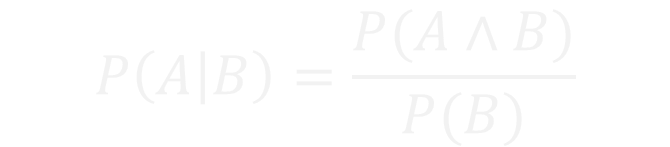 P(A|B) = P(A ∧ B) / P(B)